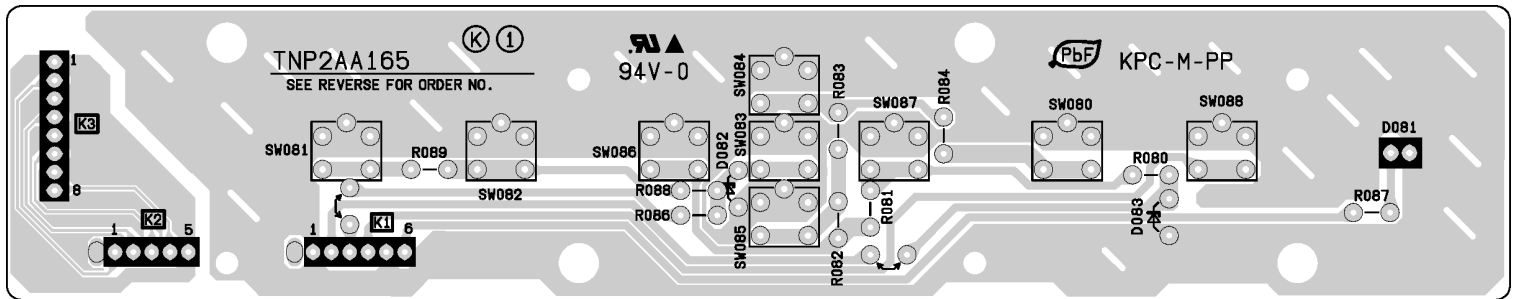 K 1
TNP2AA165
SEE REVERSE FOR ORDER NO.
94V-0
PbF
KPC-M-PP
1
K3
8
K2
1
5
K1
1
6
SW081
R089
SW082
SW086
R088
R086
D082
SW084
SW083
SW085
R083
R082
SW087
R081
R084
SW080
SW088
R080
D083
D081
R087